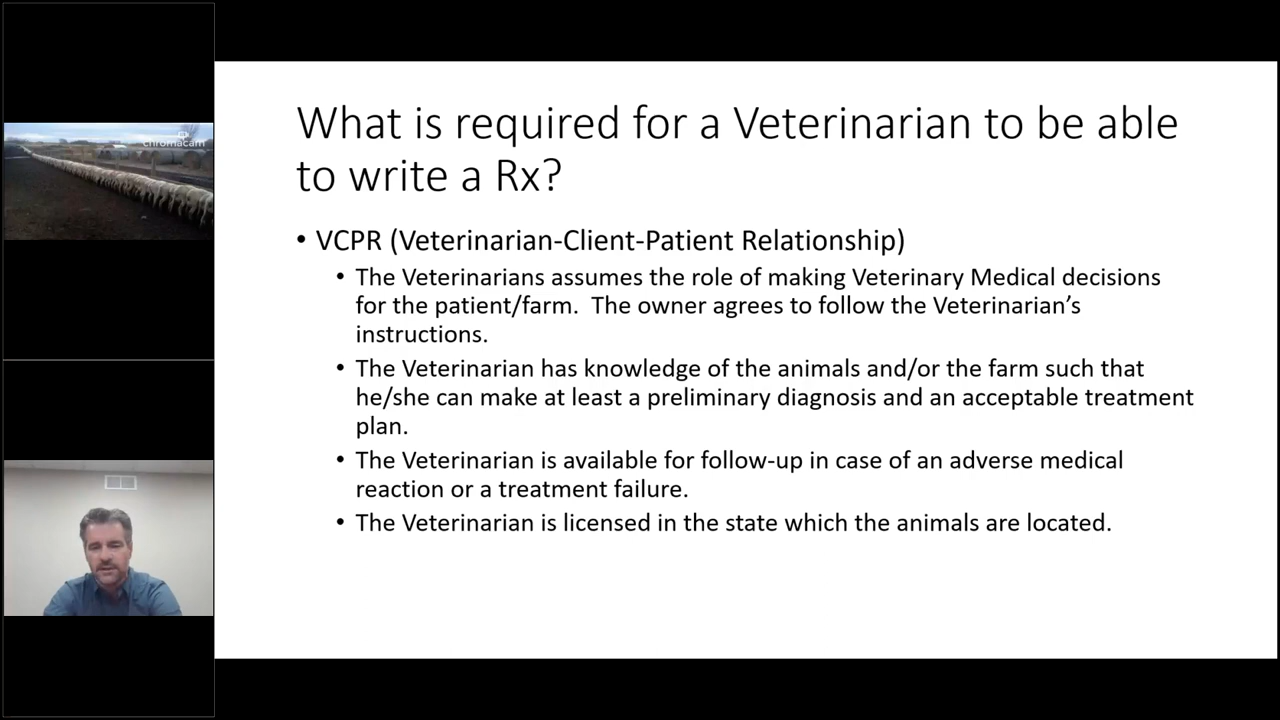 chromacam
What is required for a Veterinarian to be able
to write a Rx?
• VCPR (Veterinarian-Client-Patient Relationship)
• The Veterinarians assumes the role of making Veterinary Medical decisions
for the patient/farm.  The owner agrees to follow the Veterinarian’s
instructions.
• The Veterinarian has knowledge of the animals and/or the farm such that
he/she can make at least a preliminary diagnosis and an acceptable treatment
plan.
• The Veterinarian is available for follow-up in case of an adverse medical
reaction or a treatment failure.
• The Veterinarian is licensed in the state which the animals are located.